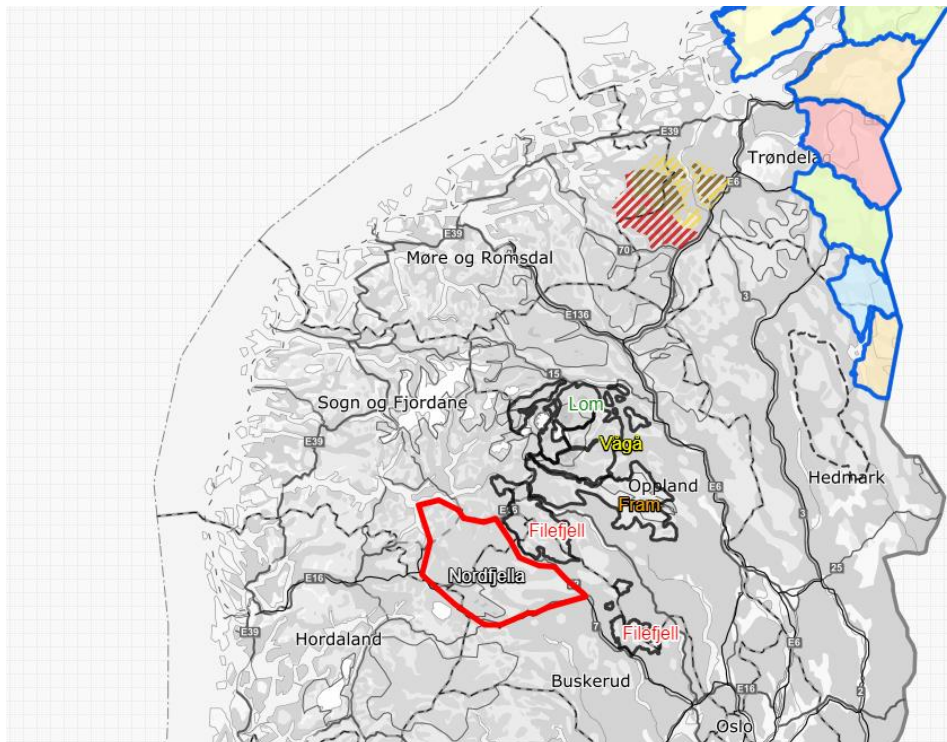 E39
Trøndelag
E6
E39
70
Møre og Romsdal
3
E136
15
Sogn og Fjordane
Lom
Vågå
E39
Oppland
E6
Hedmark
Fram
3
Filefjell
Nordfjella
E16
25
7
E39
Hordaland
Filefjell
E6
Buskerud
E16
2
Oslo